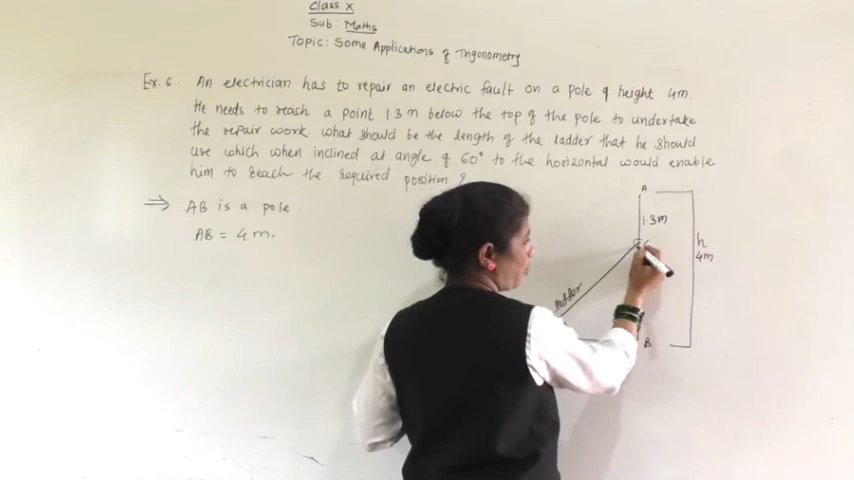 Class: X
Sub: Maths
Topic: Some Applications of Trigonometry
Ex. 6. An electrician has to repair an electric fault on a pole of height 4m.
He needs to reach a point 1.3 m below the top of the pole to undertake
the repair work. what should be the length of the ladder that he should
use which when inclined at angle of 60° to the horizontal would enable
him to reach the required position ?
⇒ AB is a pole.
AB = 4 m.
A
1.3m
h
4m
ladder
B